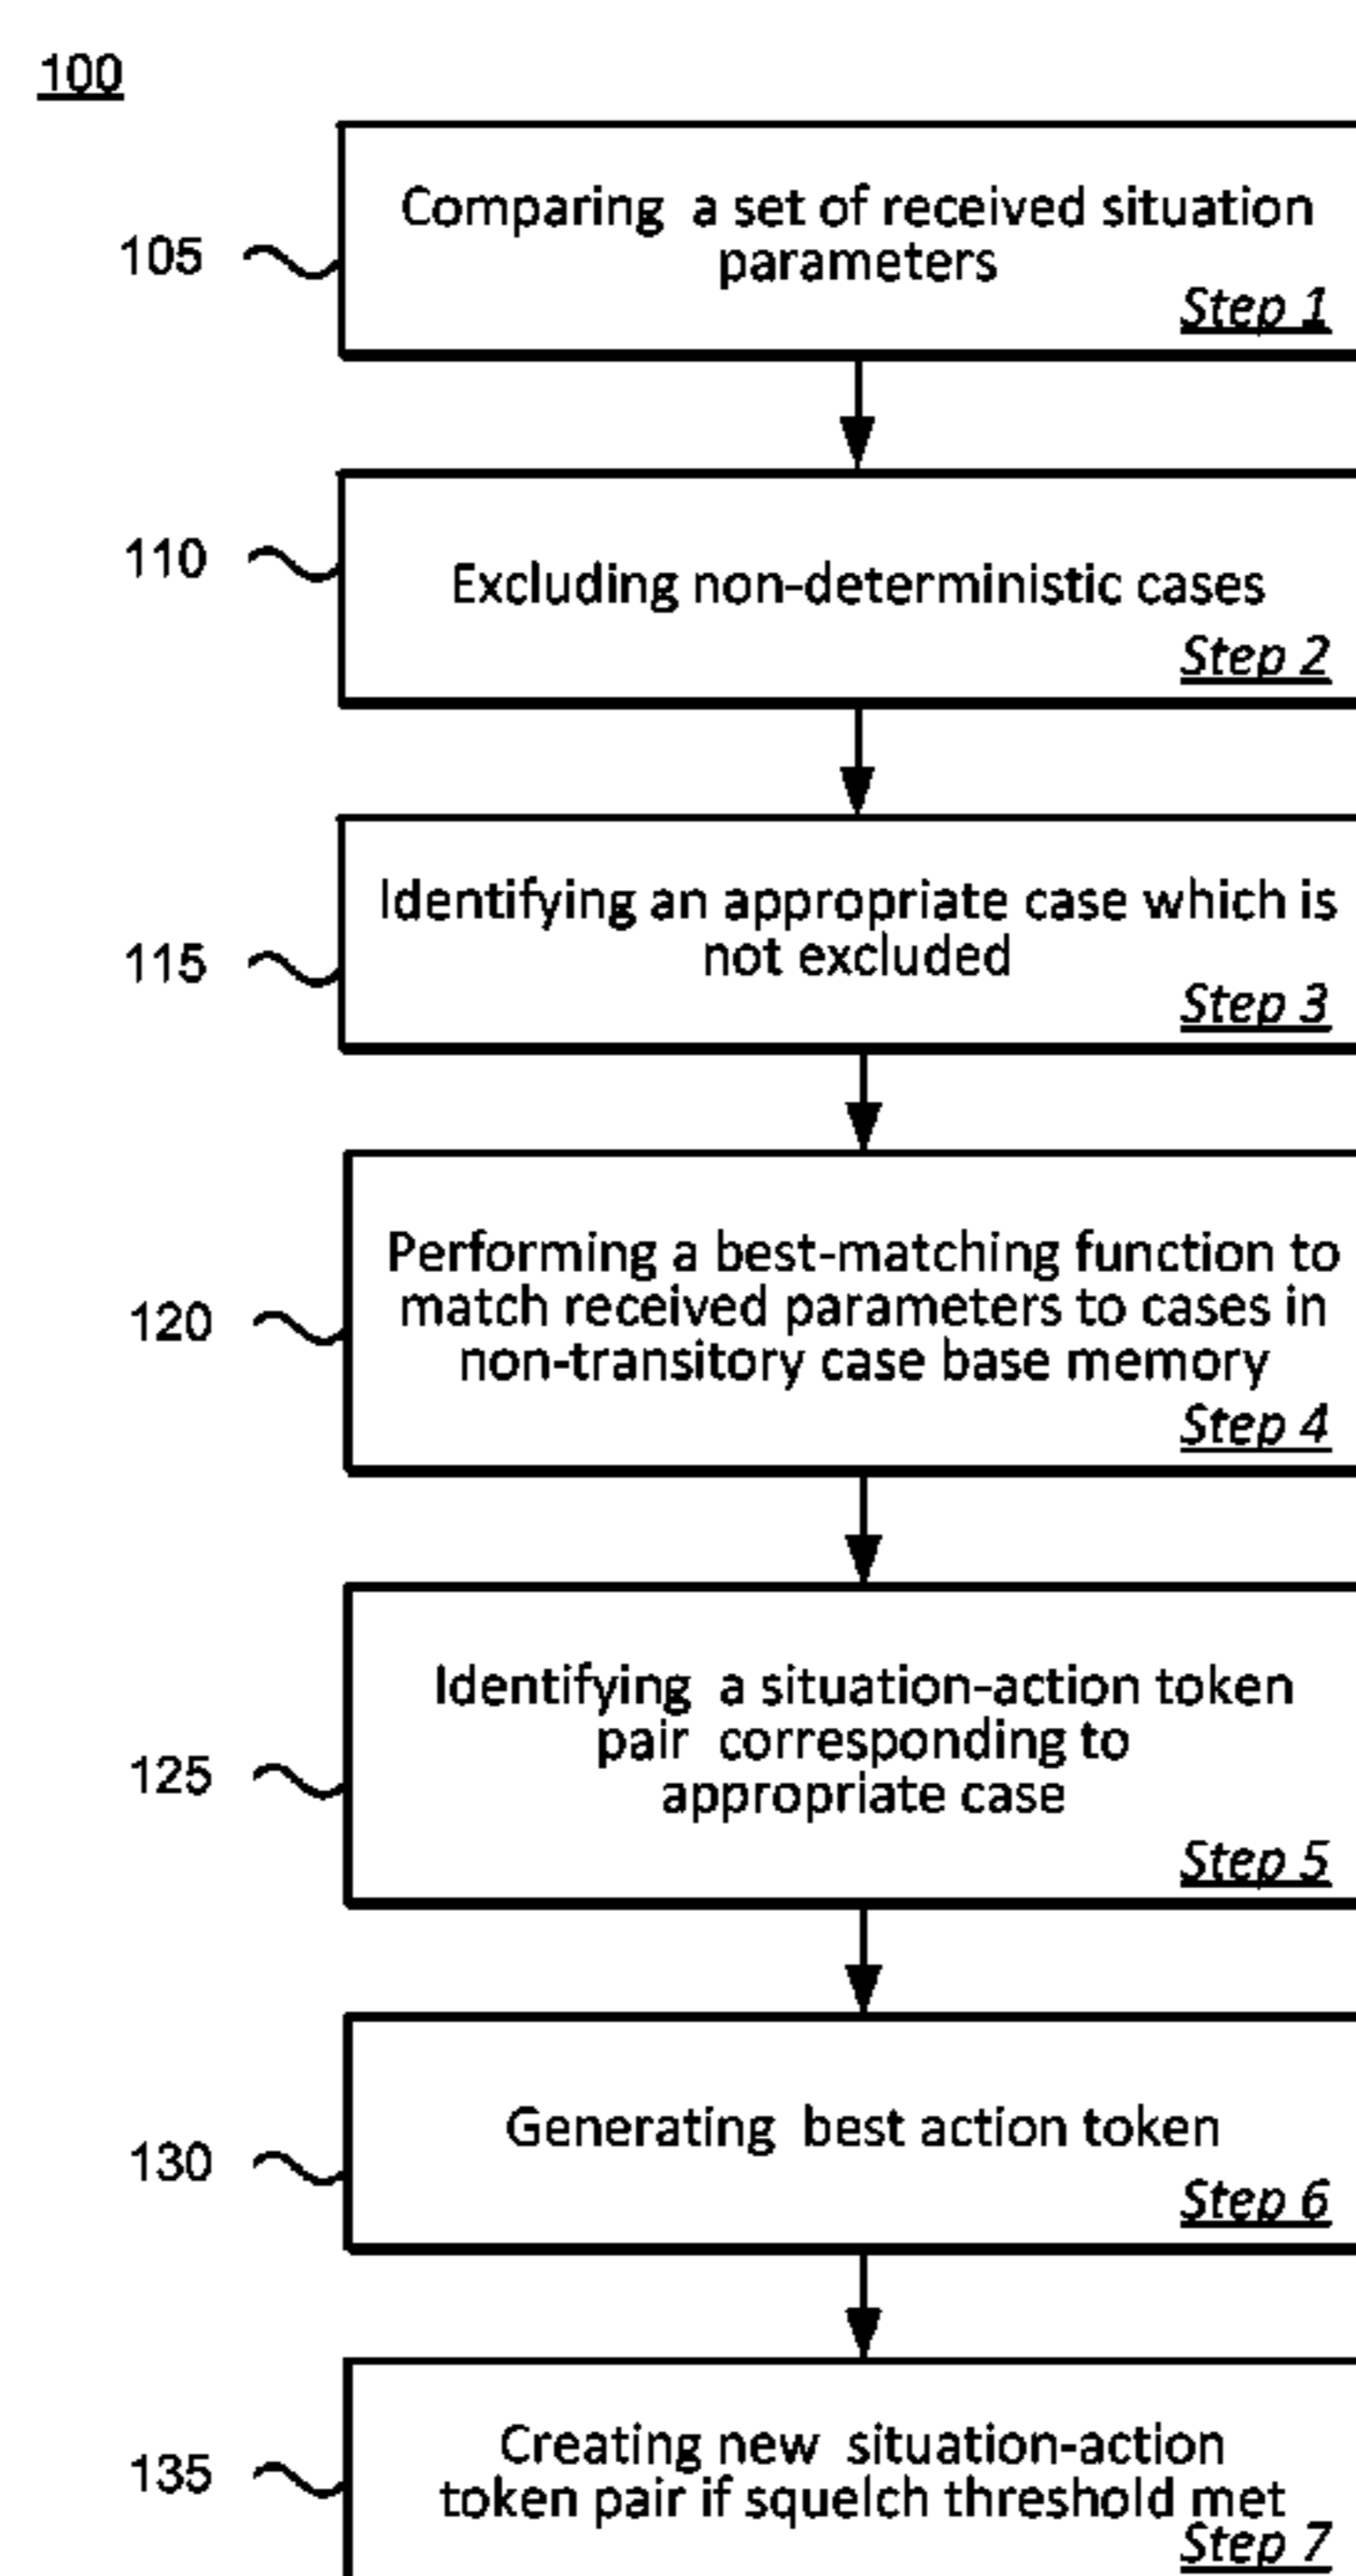 100
105
Comparing a set of received situation
parameters
Step 1
110
Excluding non-deterministic cases
Step 2
115
Identifying an appropriate case which is
not excluded
Step 3
120
Performing a best-matching function to
match received parameters to cases in
non-transitory case base memory
Step 4
125
Identifying a situation-action token
pair corresponding to
appropriate case
Step 5
130
Generating best action token
Step 6
135
Creating new situation-action
token pair if squelch threshold met
Step 7